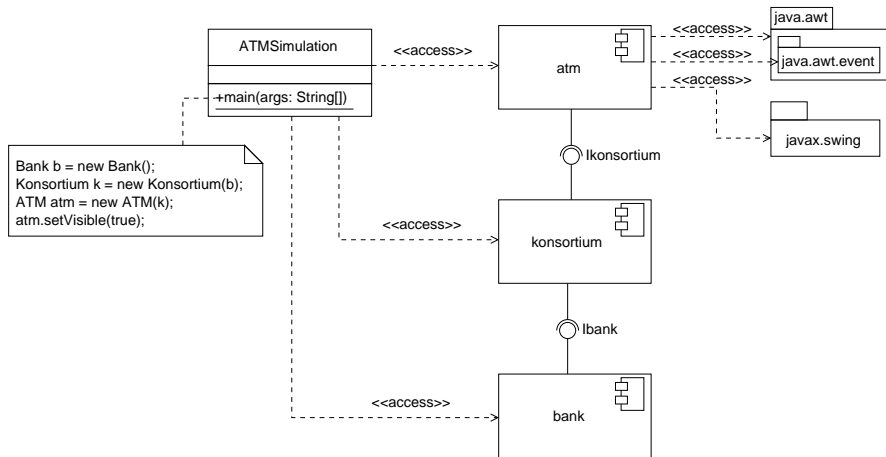 java.awt
ATMSimulation
<<access>>
<<access>>
<<access>>
atm
java.awt.event
<<access>>
+main(args: String[])
javax.swing
Bank b = new Bank();
Konsortium k = new Konsortium(b);
ATM atm = new ATM(k);
atm.setVisible(true);
Ikonsortium
<<access>>
konsortium
Ibank
<<access>>
bank